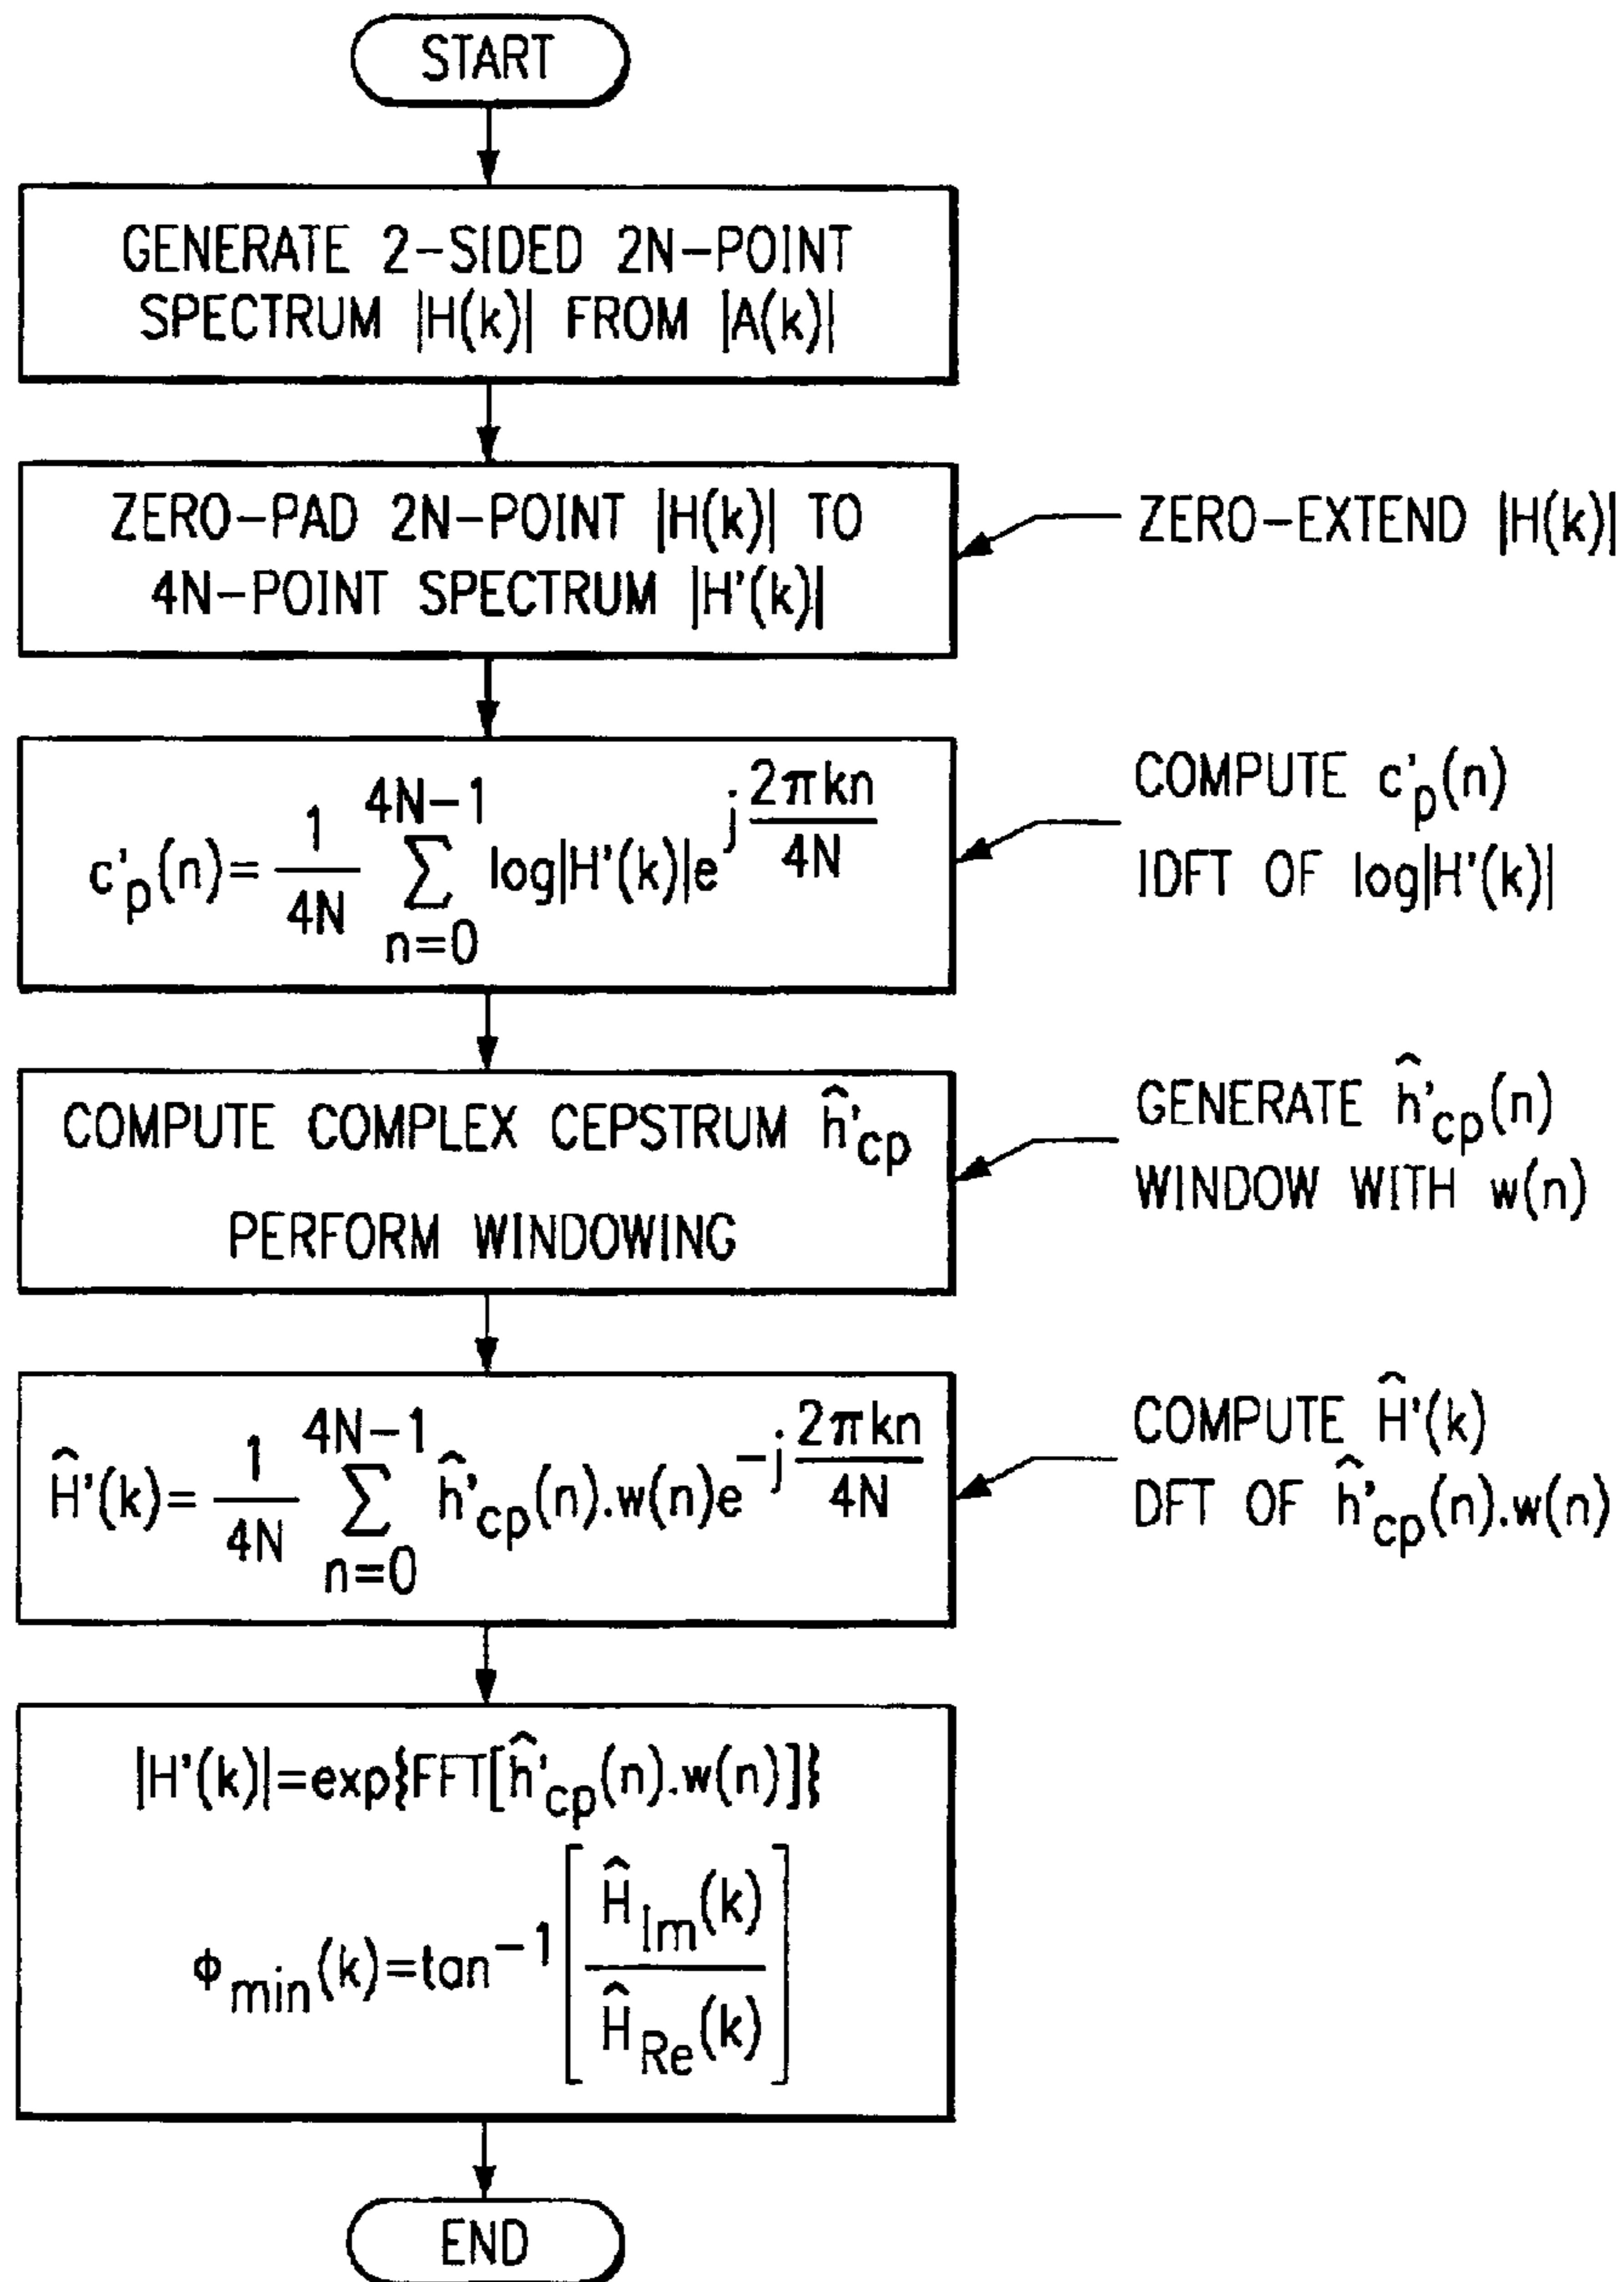 START
GENERATE 2-SIDED 2N-POINT
SPECTRUM |H(k)| FROM |A(k)|
ZERO-PAD 2N-POINT |H(k)| TO
4N-POINT SPECTRUM |H'(k)|
ZERO-EXTEND |H(k)|
c'p(n)= 1/4N 4N-1 Σ n=0 log|H'(k)|e^j 2πkn/4N
COMPUTE c'p(n)
IDFT OF log|H'(k)|
COMPUTE COMPLEX CEPSTRUM ĥ'cp
PERFORM WINDOWING
GENERATE ĥ'cp(n)
WINDOW WITH w(n)
Ĥ'(k)= 1/4N 4N-1 Σ n=0 ĥ'cp(n).w(n)e^-j 2πkn/4N
COMPUTE Ĥ'(k)
DFT OF ĥ'cp(n).w(n)
|H'(k)|=exp{FFT[ĥ'cp(n).w(n)]}
ϕmin(k)=tan^-1[ĤIm(k)/ĤRe(k)]
END